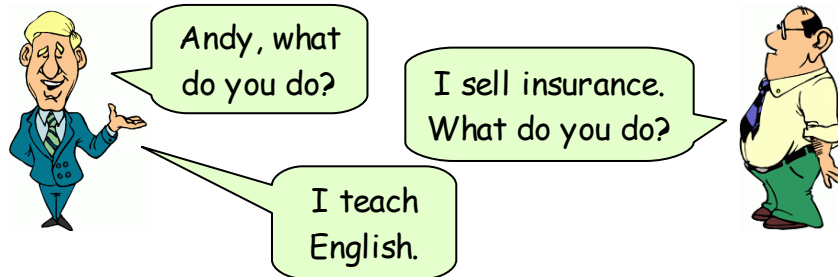 Andy, what
do you do?
I sell insurance.
What do you do?
I teach
English.